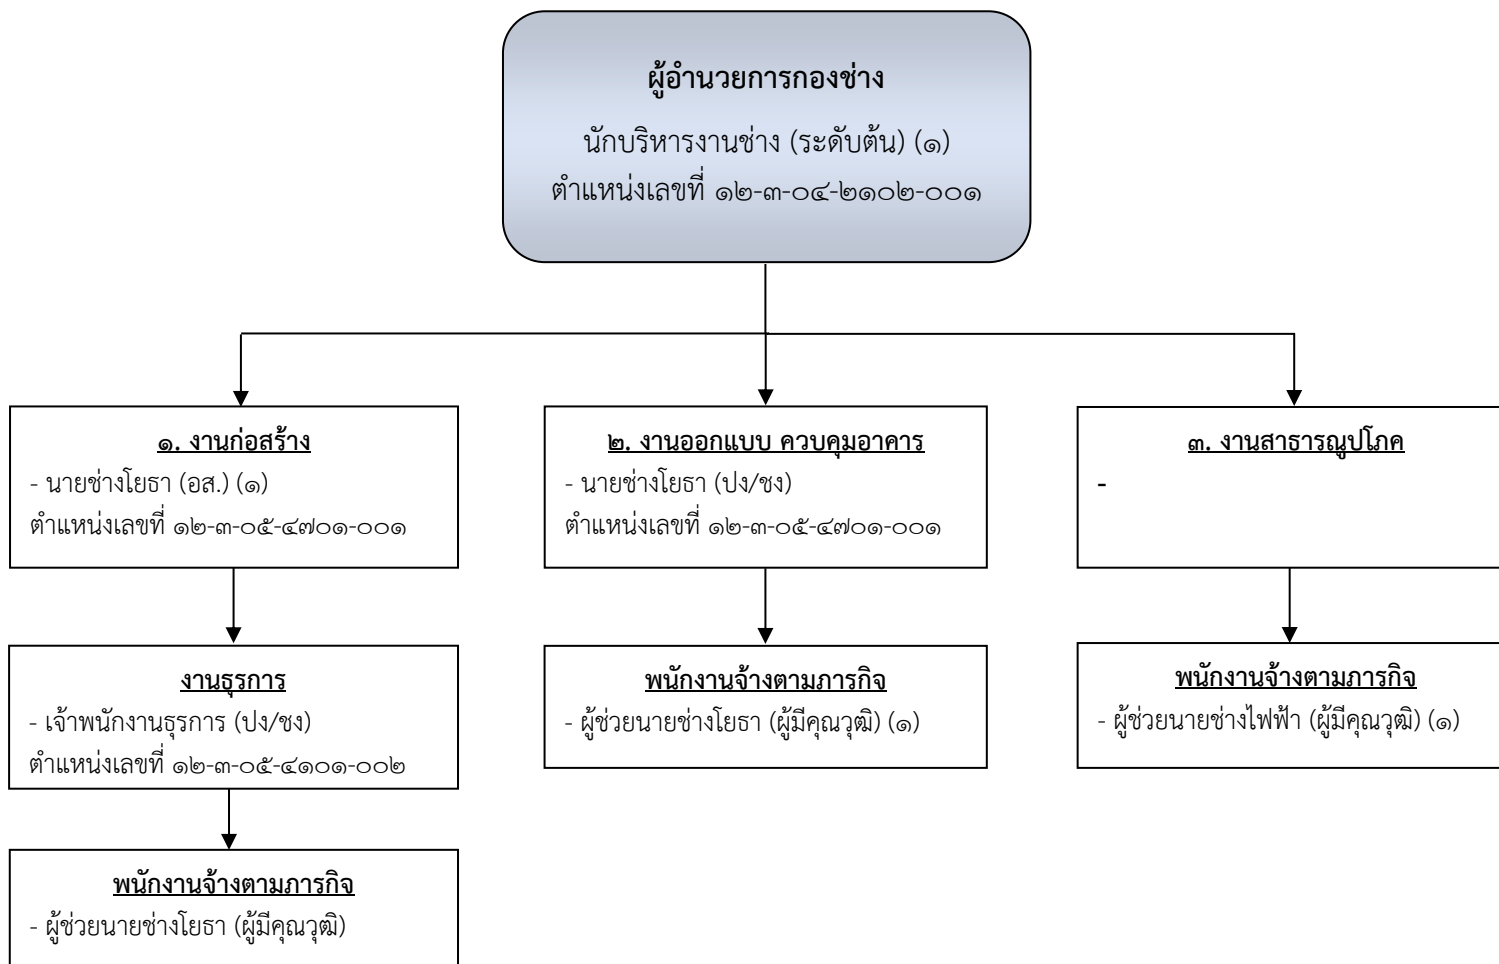 ผู้อำนวยการกองช่าง
นักบริหารงานช่าง (ระดับต้น) (๑)
ตำแหน่งเลขที่ ๑๒-๓-๐๔-๒๑๐๒-๐๐๑
๑. งานก่อสร้าง
- นายช่างโยธา (อส.) (๑)
ตำแหน่งเลขที่ ๑๒-๓-๐๕-๔๗๐๑-๐๐๑
๒. งานออกแบบ ควบคุมอาคาร
- นายช่างโยธา (ปง/ชง)
ตำแหน่งเลขที่ ๑๒-๓-๐๕-๔๗๐๑-๐๐๑
๓. งานสาธารณูปโภค
-
งานธุรการ
- เจ้าพนักงานธุรการ (ปง/ชง)
ตำแหน่งเลขที่ ๑๒-๓-๐๕-๔๑๐๑-๐๐๒
พนักงานจ้างตามภารกิจ
- ผู้ช่วยนายช่างโยธา (ผู้มีคุณวุฒิ) (๑)
พนักงานจ้างตามภารกิจ
- ผู้ช่วยนายช่างไฟฟ้า (ผู้มีคุณวุฒิ) (๑)
พนักงานจ้างตามภารกิจ
- ผู้ช่วยนายช่างโยธา (ผู้มีคุณวุฒิ)